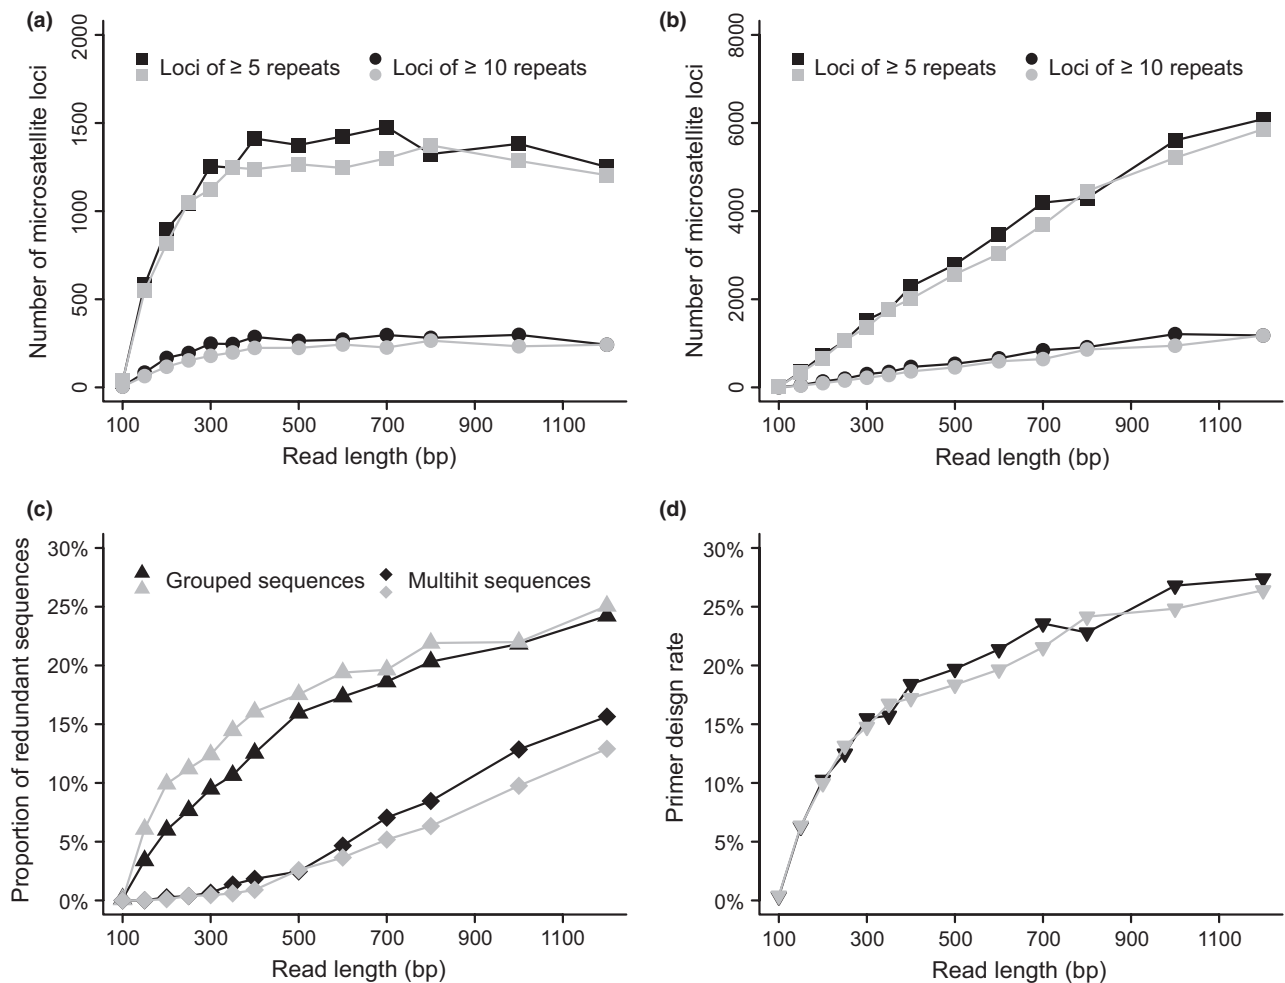 (a)
Number of microsatellite loci
2000
1500
1000
500
0
Loci of ≥ 5 repeats
Loci of ≥ 10 repeats
100 300 500 700 900 1100
Read length (bp)
(b)
Number of microsatellite loci
8000
6000
4000
2000
0
Loci of ≥ 5 repeats
Loci of ≥ 10 repeats
100 300 500 700 900 1100
Read length (bp)
(c)
Proportion of redundant sequences
30%
25%
20%
15%
10%
5%
0%
Grouped sequences
Multihit sequences
100 300 500 700 900 1100
Read length (bp)
(d)
Primer deisgn rate
30%
25%
20%
15%
10%
5%
0%
100 300 500 700 900 1100
Read length (bp)